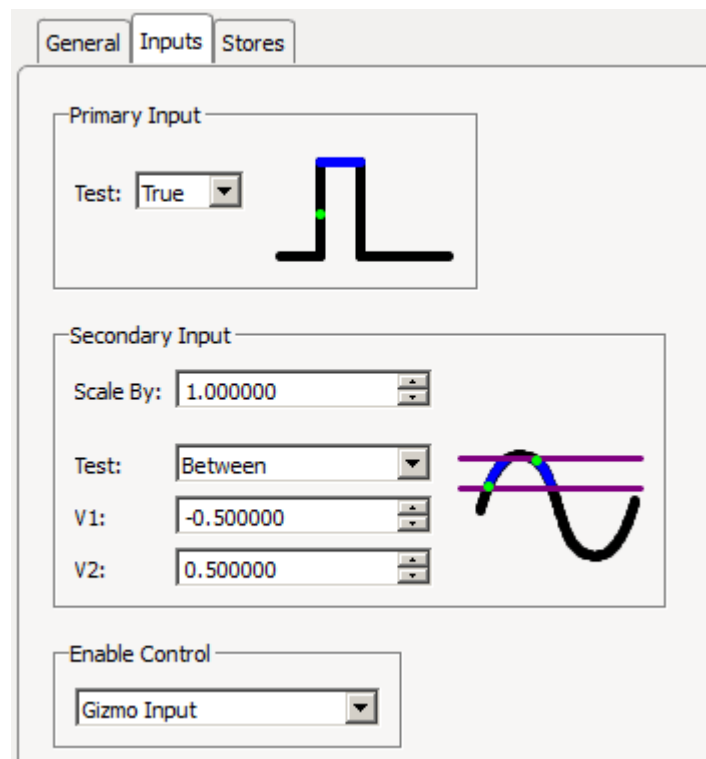 General Inputs Stores
Primary Input
Test: True
Secondary Input
Scale By: 1.000000
Test: Between
V1: -0.500000
V2: 0.500000
Enable Control
Gizmo Input